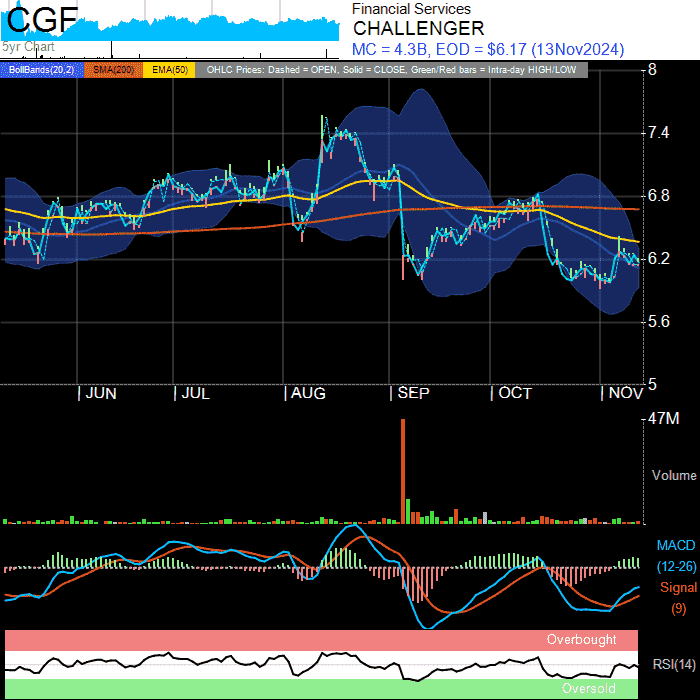 CGF
5yr Chart
Financial Services
CHALLENGER
MC = 4.3B, EOD = $6.17 (13Nov2024)
BollBands(20,2) SMA(200) EMA(50) OHLC Prices: Dashed = OPEN, Solid = CLOSE, Green/Red bars = Intra-day HIGH/LOW
8
7.4
6.8
6.2
5.6
5
| JUN | JUL | AUG | SEP | OCT | NOV
47M
Volume
MACD
(12-26)
Signal
(9)
Overbought
RSI(14)
Oversold